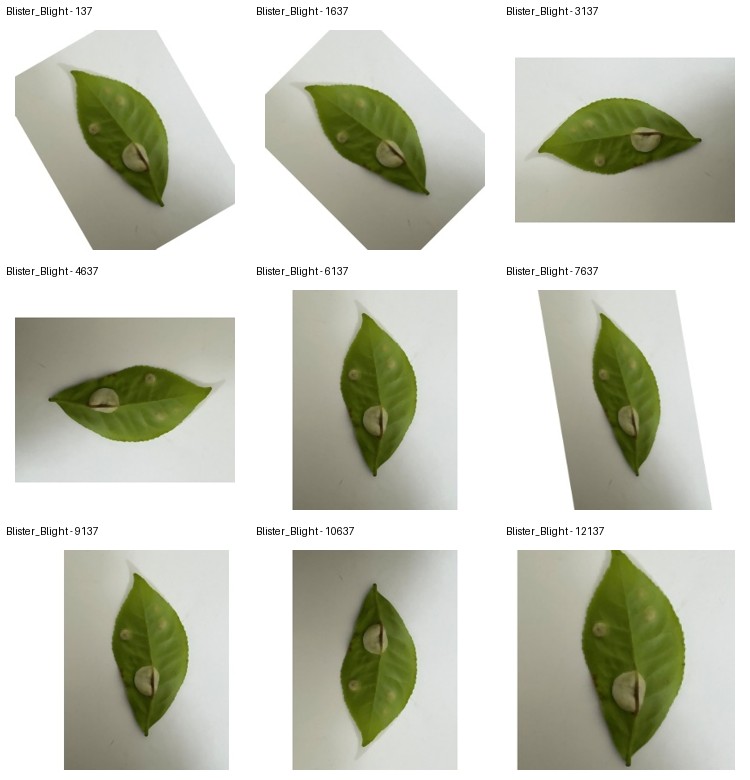 Blister_Blight - 137
Blister_Blight - 1637
Blister_Blight - 3137
Blister_Blight - 4637
Blister_Blight - 6137
Blister_Blight - 7637
Blister_Blight - 9137
Blister_Blight - 10637
Blister_Blight - 12137